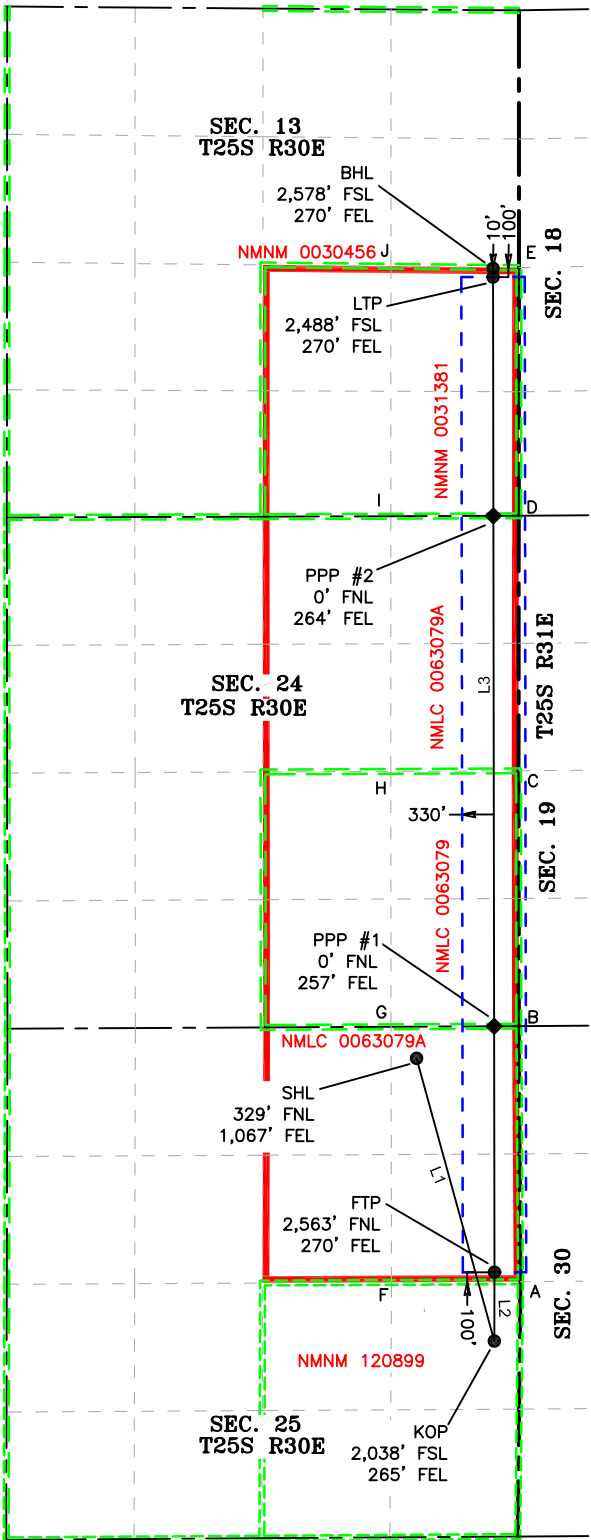 SEC. 13
T25S R30E
BHL
2,578' FSL
270' FEL
10'
100'
SEC. 18
NMNM 0030456
J
E
LTP
2,488' FSL
270' FEL
NMNM 0031381
I
D
PPP #2
0' FNL
264' FEL
T25S R31E
NMLC 0063079A
L3
SEC. 24
T25S R30E
H
C
330'
SEC. 19
NMLC 0063079
PPP #1
0' FNL
257' FEL
G
B
NMLC 0063079A
SHL
329' FNL
1,067' FEL
L1
FTP
2,563' FNL
270' FEL
F
A
L2
100'
SEC. 30
NMNM 120899
SEC. 25
T25S R30E
KOP
2,038' FSL
265' FEL